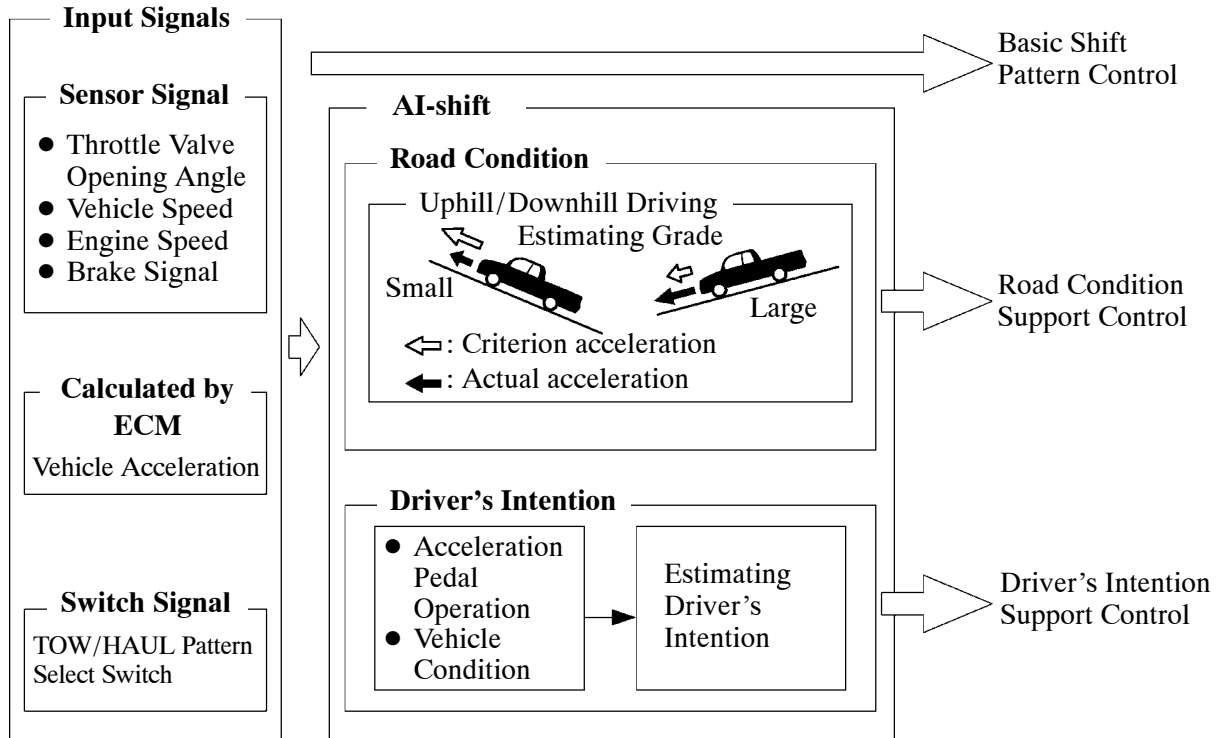 Input Signals
Sensor Signal
● Throttle Valve
Opening Angle
● Vehicle Speed
● Engine Speed
● Brake Signal
Calculated by
ECM
Vehicle Acceleration
Switch Signal
TOW/HAUL Pattern
Select Switch
Basic Shift
Pattern Control
AI-shift
Road Condition
Uphill/Downhill Driving
Estimating Grade
Small
Large
: Criterion acceleration
: Actual acceleration
Road Condition
Support Control
Driver's Intention
● Acceleration
Pedal
Operation
● Vehicle
Condition
Estimating
Driver's
Intention
Driver's Intention
Support Control